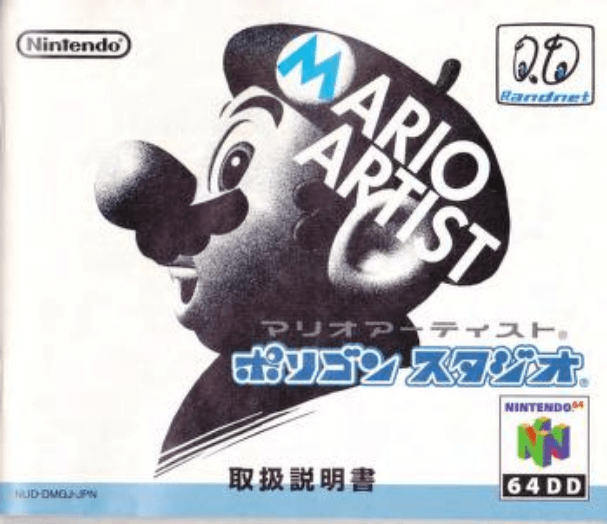 Nintendo®
Randnet
MARIO
ARTIST
マリオアーティスト®
ポリゴン スタジオ®
NINTENDO64
64DD
取扱説明書
NUD-DMGJ-JPN